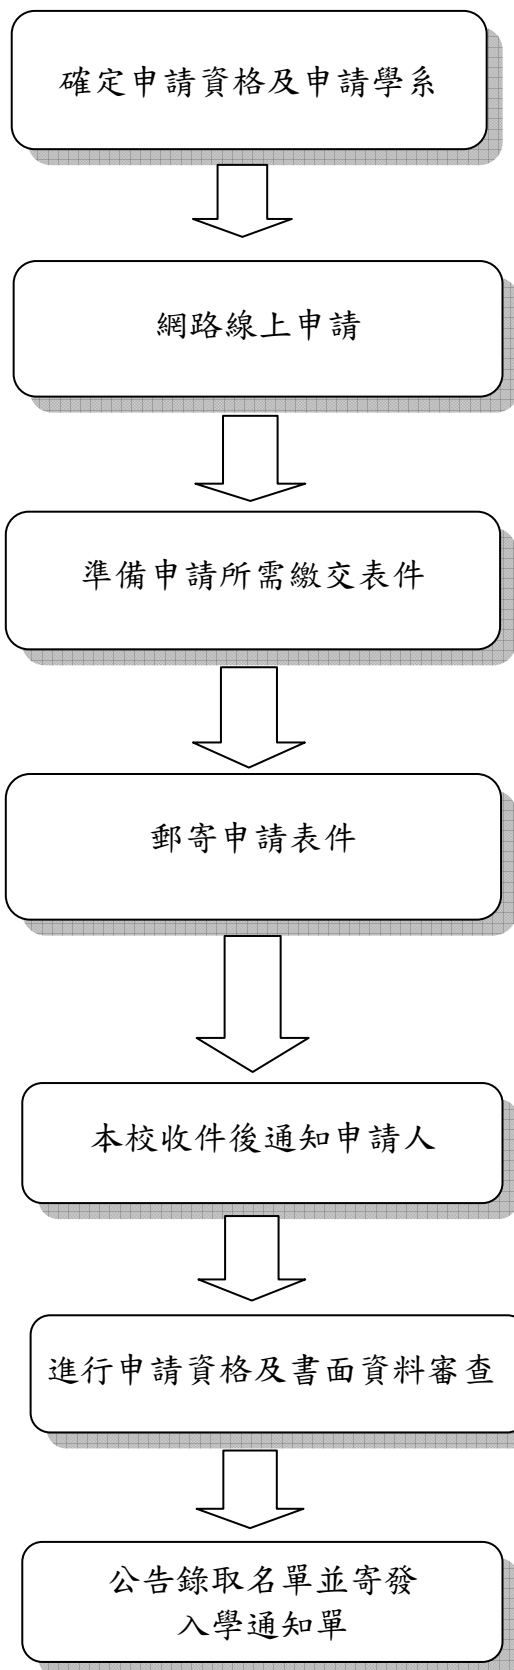 確定申請資格及申請學系
網路線上申請
準備申請所需繳交表件
郵寄申請表件
本校收件後通知申請人
進行申請資格及書面資料審查
公告錄取名單並寄發
入學通知單